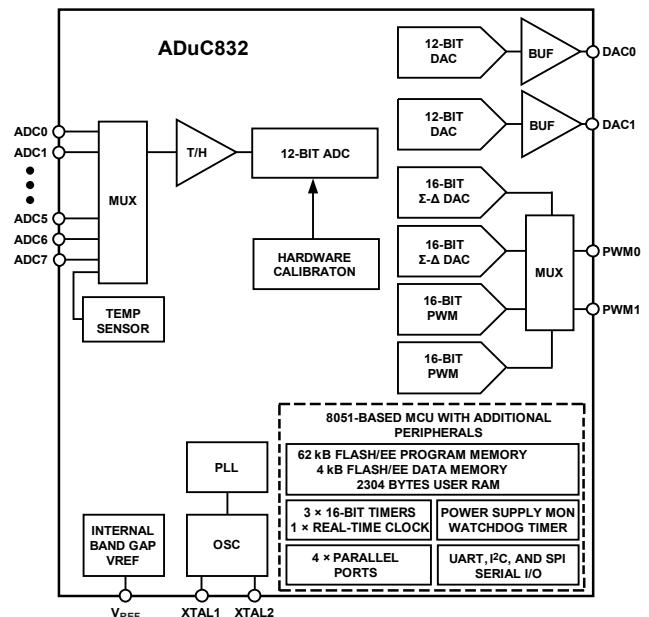 ADuC832
12-BIT
DAC
BUF
DAC0
12-BIT
DAC
BUF
DAC1
ADC0
ADC1
ADC5
ADC6
ADC7
MUX
T/H
12-BIT ADC
HARDWARE
CALIBRATON
TEMP
SENSOR
16-BIT
Σ-Δ DAC
16-BIT
Σ-Δ DAC
16-BIT
PWM
16-BIT
PWM
MUX
PWM0
PWM1
8051-BASED MCU WITH ADDITIONAL
PERIPHERALS
62 kB FLASH/EE PROGRAM MEMORY
4 kB FLASH/EE DATA MEMORY
2304 BYTES USER RAM
3 × 16-BIT TIMERS
1 × REAL-TIME CLOCK
POWER SUPPLY MON
WATCHDOG TIMER
4 × PARALLEL
PORTS
UART, I²C, AND SPI
SERIAL I/O
PLL
OSC
INTERNAL
BAND GAP
VREF
VREF
XTAL1
XTAL2